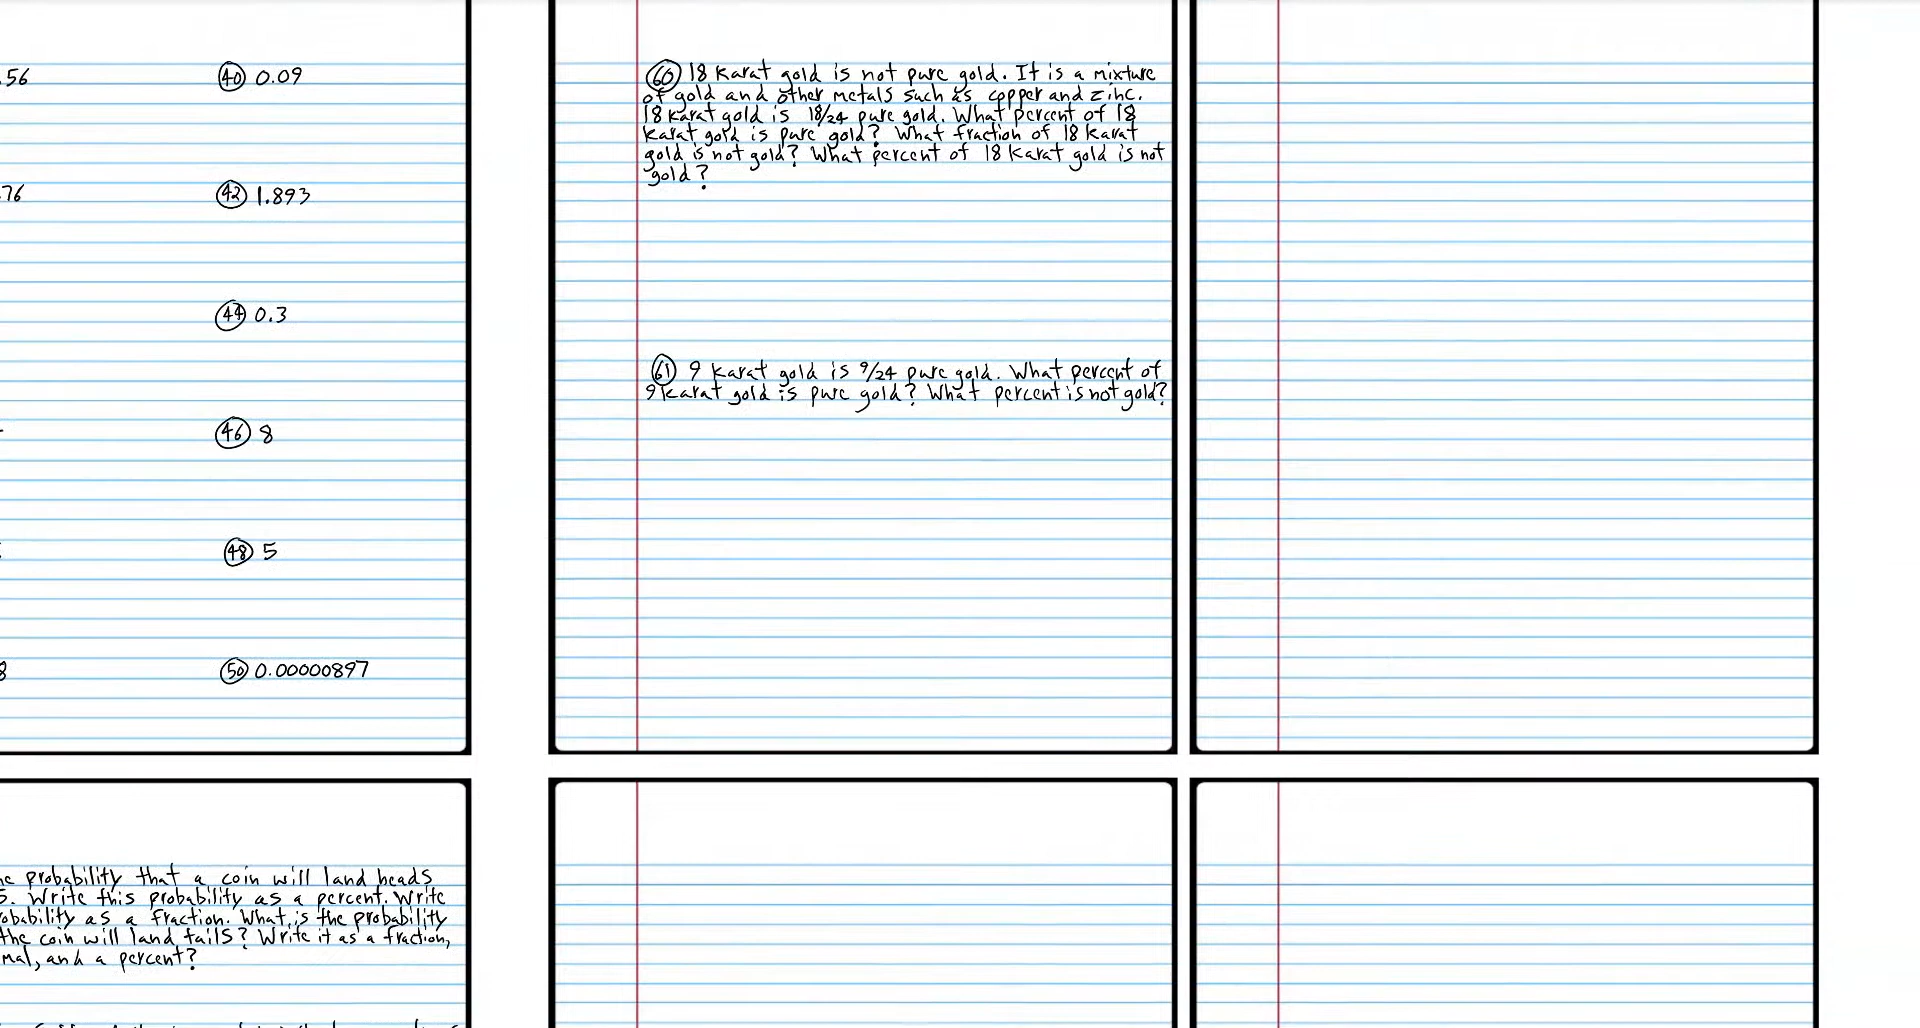 .56
40 0.09
.76
42 1.893
44 0.3
46 8
48 5
8
50 0.00000897
60 18 karat gold is not pure gold. It is a mixture
of gold and other metals such as copper and zinc.
18 karat gold is 18/24 pure gold. What percent of 18
karat gold is pure gold? What fraction of 18 karat
gold is not gold? What percent of 18 karat gold is not
gold?
61 9 karat gold is 9/24 pure gold. What percent of
9 karat gold is pure gold? What percent is not gold?
probability that a coin will land heads
5. Write this probability as a percent. Write
obability as a fraction. What is the probability
the coin will land tails? Write it as a fraction,
mal, and a percent?